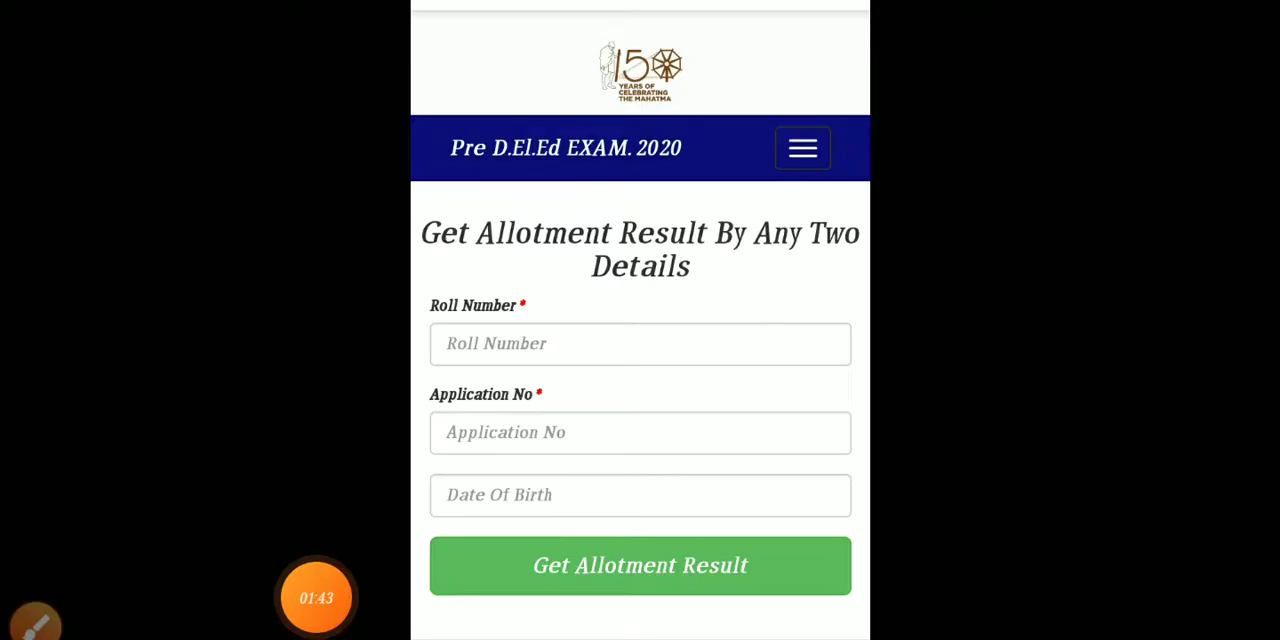 150
YEARS OF
CELEBRATING
THE MAHATMA
Pre D.El.Ed EXAM. 2020
Get Allotment Result By Any Two
Details
Roll Number *
Roll Number
Application No *
Application No
Date Of Birth
Get Allotment Result
01:43